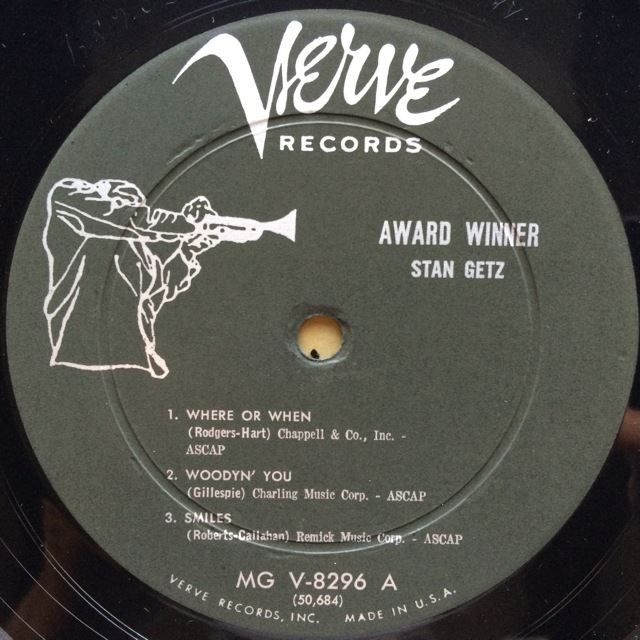 Verve
RECORDS
AWARD WINNER
STAN GETZ
1. WHERE OR WHEN
(Rodgers-Hart) Chappell & Co., Inc. -
ASCAP
2. WOODYN' YOU
(Gillespie) Charling Music Corp. - ASCAP
3. SMILES
(Roberts-Callahan) Remick Music Corp. - ASCAP
MG V-8296 A
(50,684)
VERVE RECORDS, INC. MADE IN U.S.A.